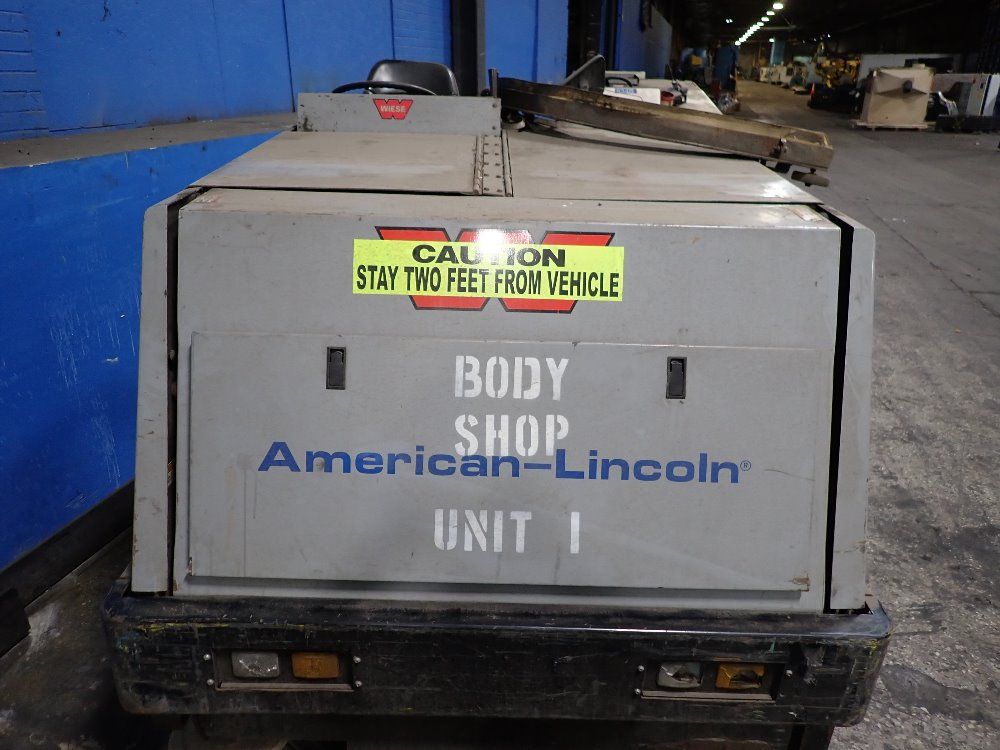 WIESE
CAUTION
STAY TWO FEET FROM VEHICLE
BODY
SHOP
American-Lincoln®
UNIT 1